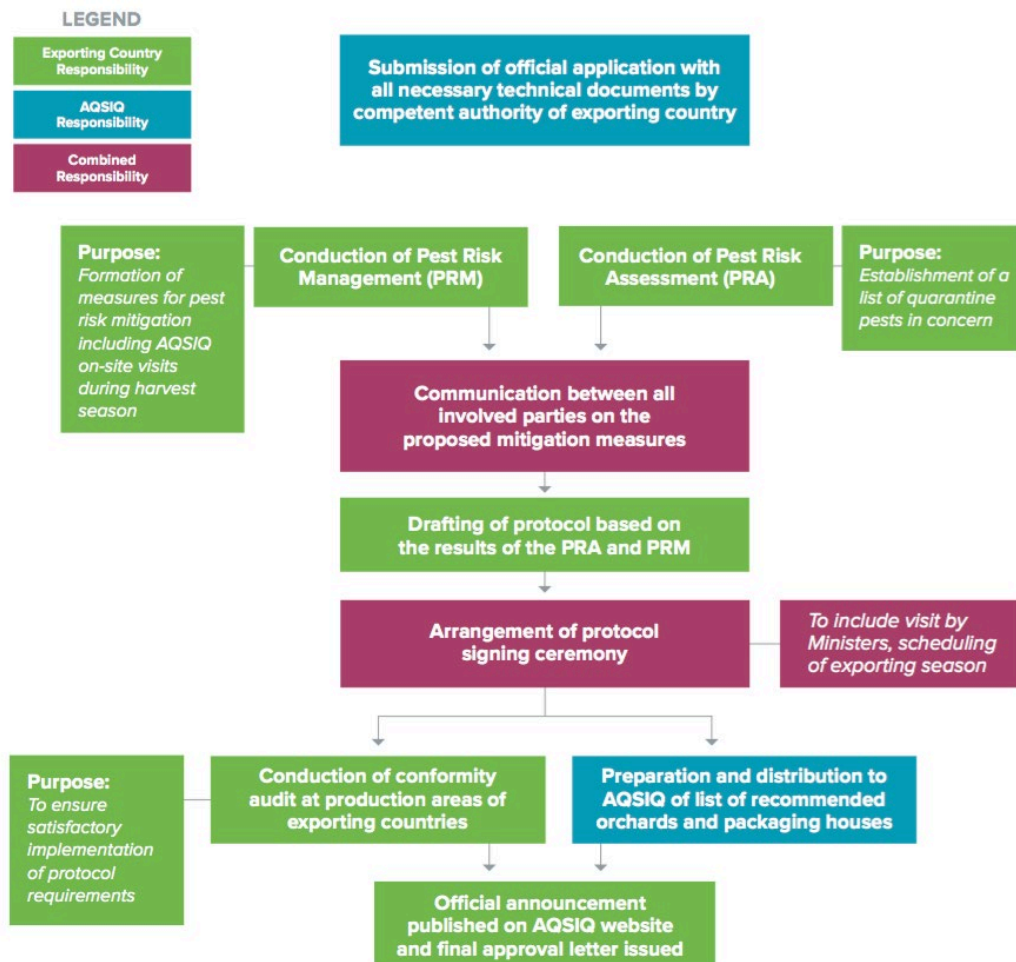 LEGEND
Exporting Country
Responsibility
AQSIQ
Responsibility
Combined
Responsibility
Submission of official application with
all necessary technical documents by
competent authority of exporting country
Purpose:
Formation of
measures for pest
risk mitigation
including AQSIQ
on-site visits
during harvest
season
Conduction of Pest Risk
Management (PRM)
Conduction of Pest Risk
Assessment (PRA)
Purpose:
Establishment of a
list of quarantine
pests in concern
Communication between all
involved parties on the
proposed mitigation measures
Drafting of protocol based on
the results of the PRA and PRM
Arrangement of protocol
signing ceremony
To include visit by
Ministers, scheduling
of exporting season
Purpose:
To ensure
satisfactory
implementation
of protocol
requirements
Conduction of conformity
audit at production areas of
exporting countries
Preparation and distribution to
AQSIQ of list of recommended
orchards and packaging houses
Official announcement
published on AQSIQ website
and final approval letter issued